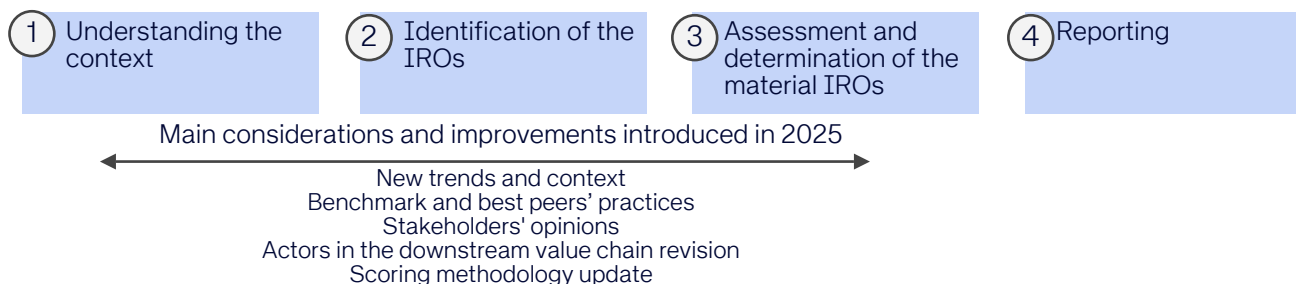 1 Understanding the
context
2 Identification of the
IROs
3 Assessment and
determination of the
material IROs
4 Reporting
Main considerations and improvements introduced in 2025
New trends and context
Benchmark and best peers’ practices
Stakeholders' opinions
Actors in the downstream value chain revision
Scoring methodology update